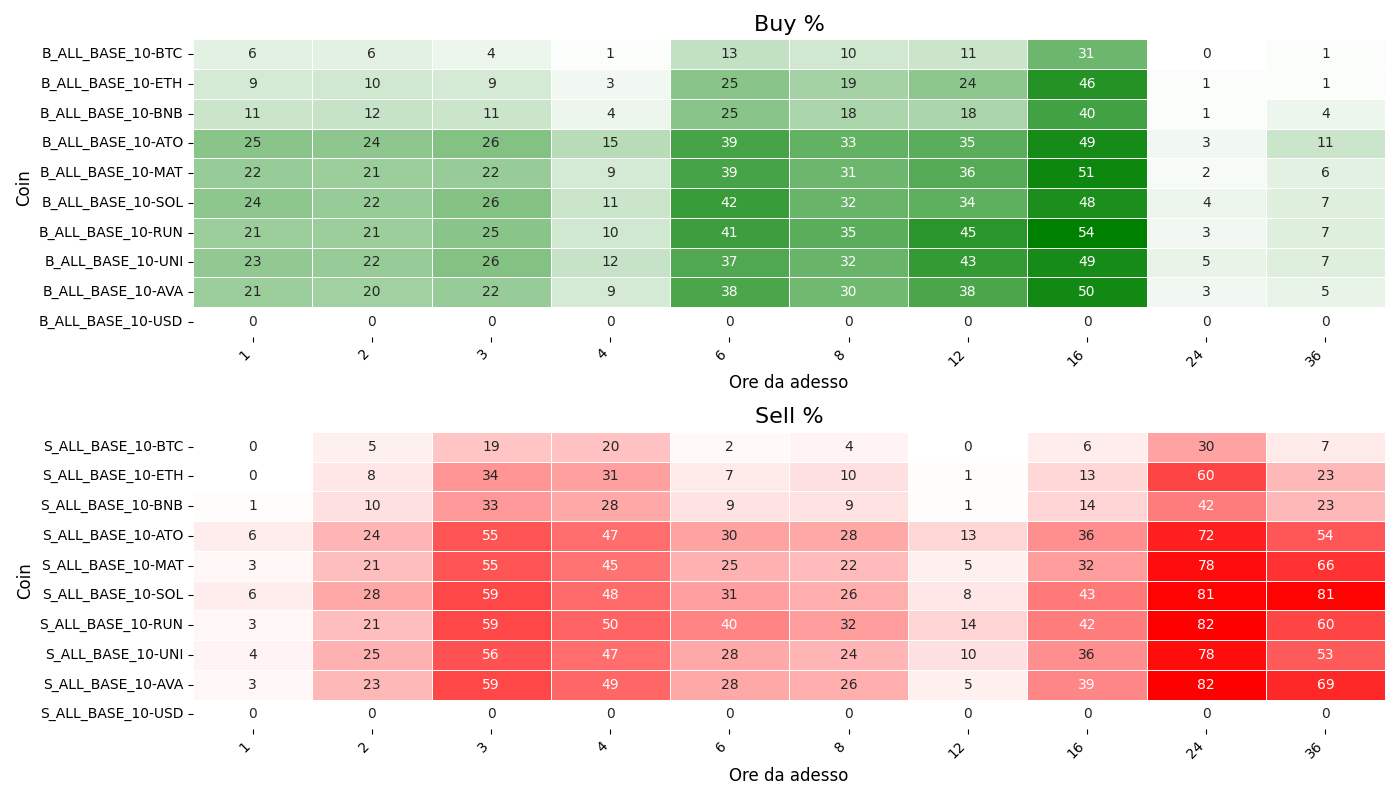 Buy %
Coin
B_ALL_BASE_10-BTC 6 6 4 1 13 10 11 31 0 1
B_ALL_BASE_10-ETH 9 10 9 3 25 19 24 46 1 1
B_ALL_BASE_10-BNB 11 12 11 4 25 18 18 40 1 4
B_ALL_BASE_10-ATO 25 24 26 15 39 33 35 49 3 11
B_ALL_BASE_10-MAT 22 21 22 9 39 31 36 51 2 6
B_ALL_BASE_10-SOL 24 22 26 11 42 32 34 48 4 7
B_ALL_BASE_10-RUN 21 21 25 10 41 35 45 54 3 7
B_ALL_BASE_10-UNI 23 22 26 12 37 32 43 49 5 7
B_ALL_BASE_10-AVA 21 20 22 9 38 30 38 50 3 5
B_ALL_BASE_10-USD 0 0 0 0 0 0 0 0 0 0
1 2 3 4 6 8 12 16 24 36
Ore da adesso
Sell %
Coin
S_ALL_BASE_10-BTC 0 5 19 20 2 4 0 6 30 7
S_ALL_BASE_10-ETH 0 8 34 31 7 10 1 13 60 23
S_ALL_BASE_10-BNB 1 10 33 28 9 9 1 14 42 23
S_ALL_BASE_10-ATO 6 24 55 47 30 28 13 36 72 54
S_ALL_BASE_10-MAT 3 21 55 45 25 22 5 32 78 66
S_ALL_BASE_10-SOL 6 28 59 48 31 26 8 43 81 81
S_ALL_BASE_10-RUN 3 21 59 50 40 32 14 42 82 60
S_ALL_BASE_10-UNI 4 25 56 47 28 24 10 36 78 53
S_ALL_BASE_10-AVA 3 23 59 49 28 26 5 39 82 69
S_ALL_BASE_10-USD 0 0 0 0 0 0 0 0 0 0
1 2 3 4 6 8 12 16 24 36
Ore da adesso